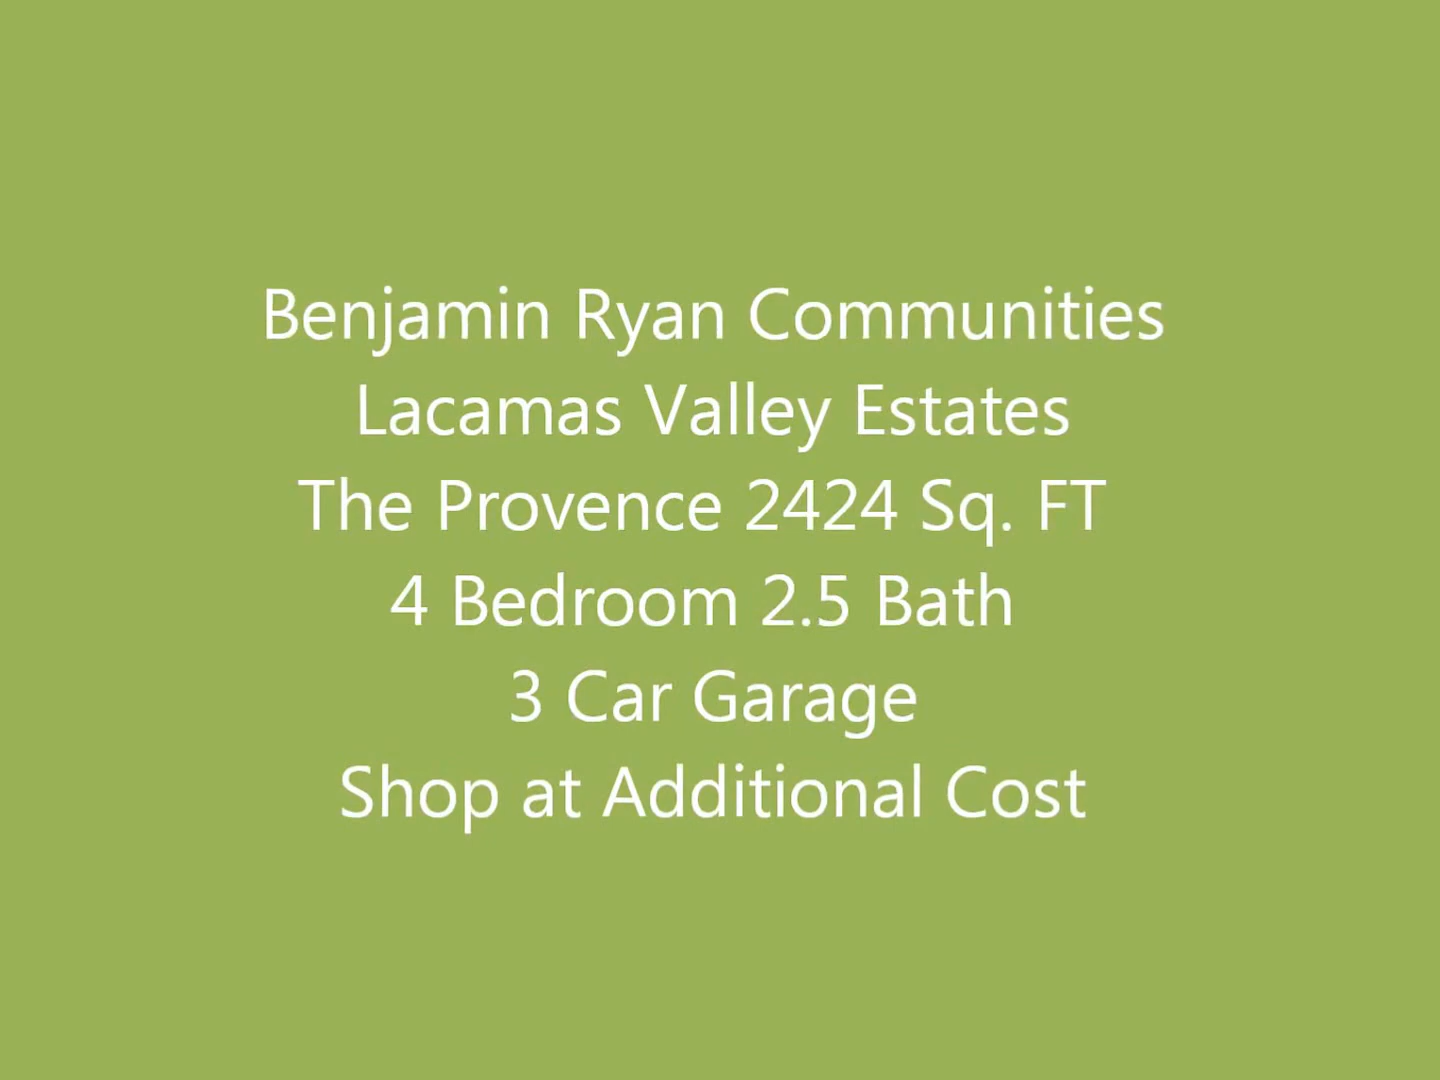 Benjamin Ryan Communities
Lacamas Valley Estates
The Provence 2424 Sq. FT
4 Bedroom 2.5 Bath
3 Car Garage
Shop at Additional Cost